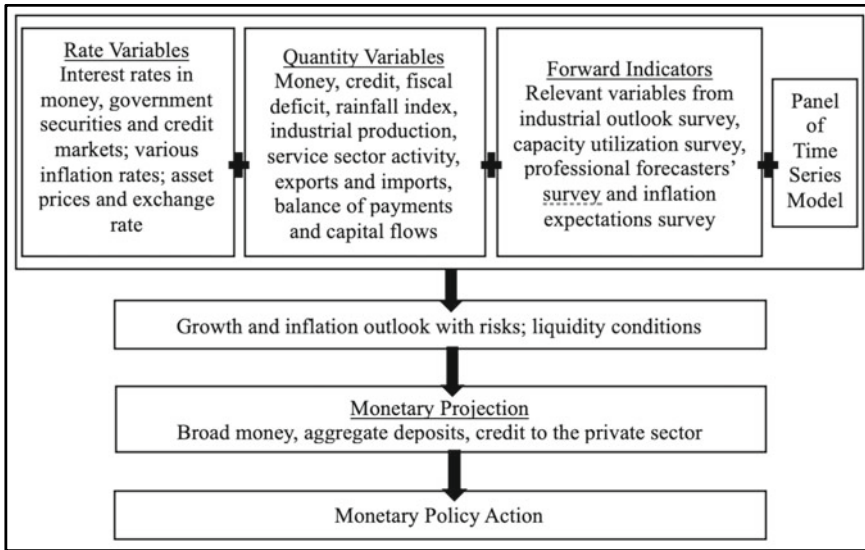 Rate Variables
Interest rates in
money, government
securities and credit
markets; various
inflation rates; asset
prices and exchange
rate
Quantity Variables
Money, credit, fiscal
deficit, rainfall index,
industrial production,
service sector activity,
exports and imports,
balance of payments
and capital flows
Forward Indicators
Relevant variables from
industrial outlook survey,
capacity utilization survey,
professional forecasters’
survey and inflation
expectations survey
Panel
of
Time
Series
Model
Growth and inflation outlook with risks; liquidity conditions
Monetary Projection
Broad money, aggregate deposits, credit to the private sector
Monetary Policy Action